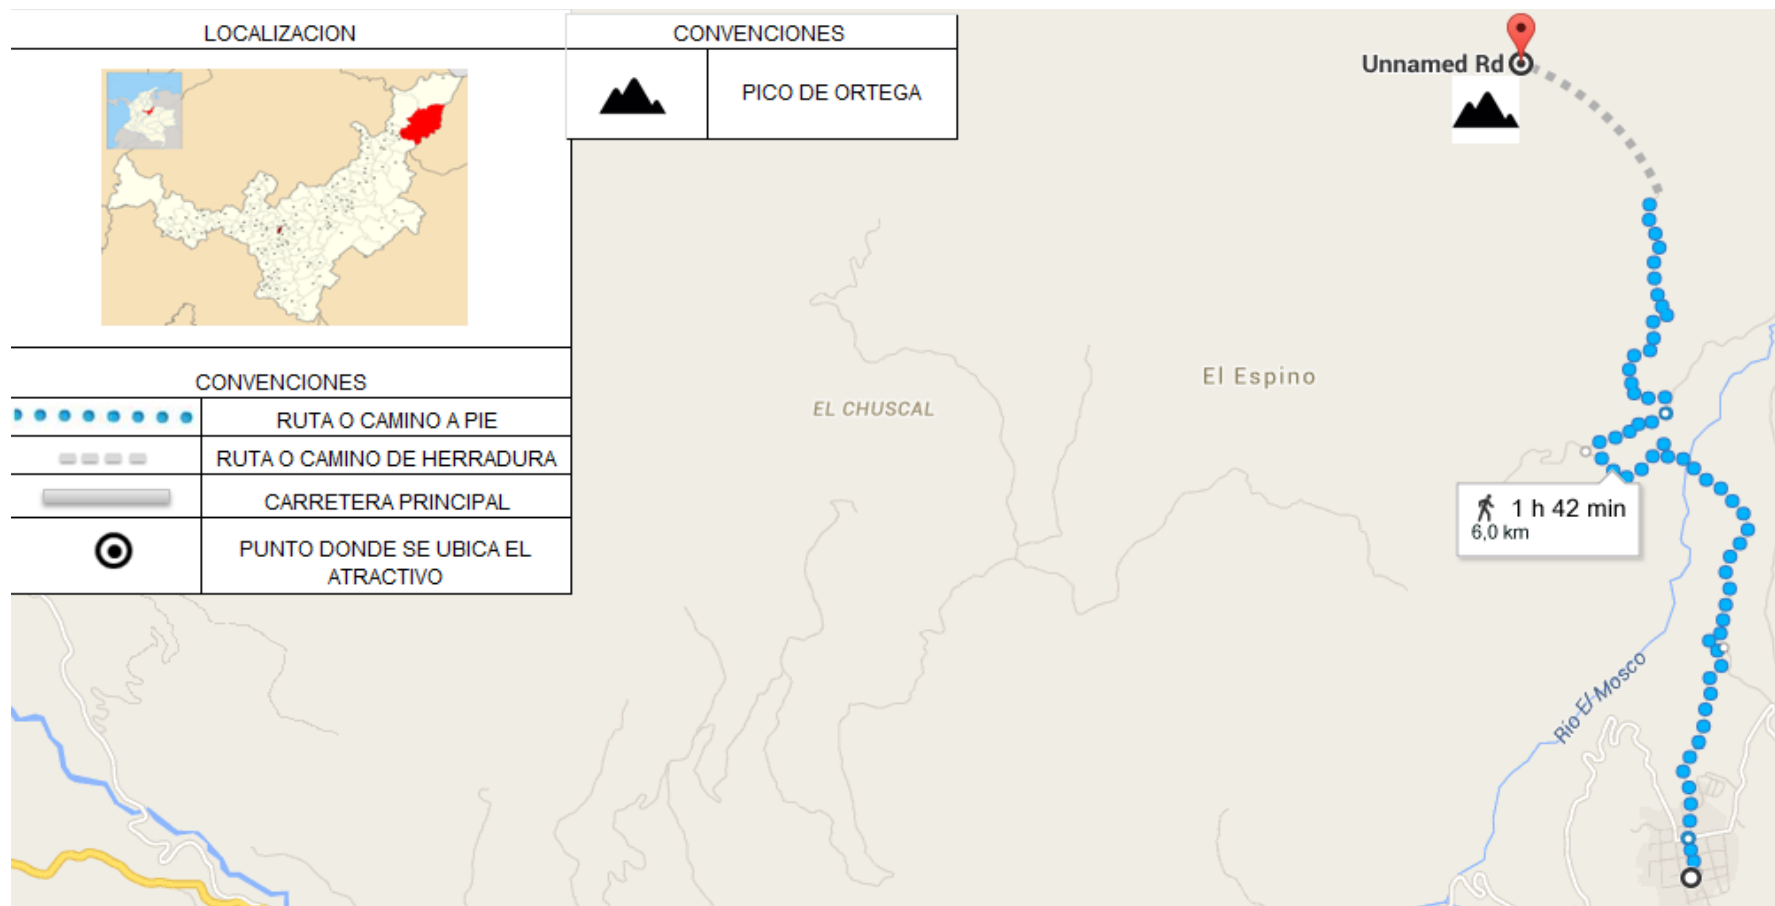 LOCALIZACION
CONVENCIONES
PICO DE ORTEGA
Unnamed Rd
CONVENCIONES
RUTA O CAMINO A PIE
RUTA O CAMINO DE HERRADURA
CARRETERA PRINCIPAL
PUNTO DONDE SE UBICA EL
ATRACTIVO
El Espino
EL CHUSCAL
1 h 42 min
6,0 km
Río El Mosco